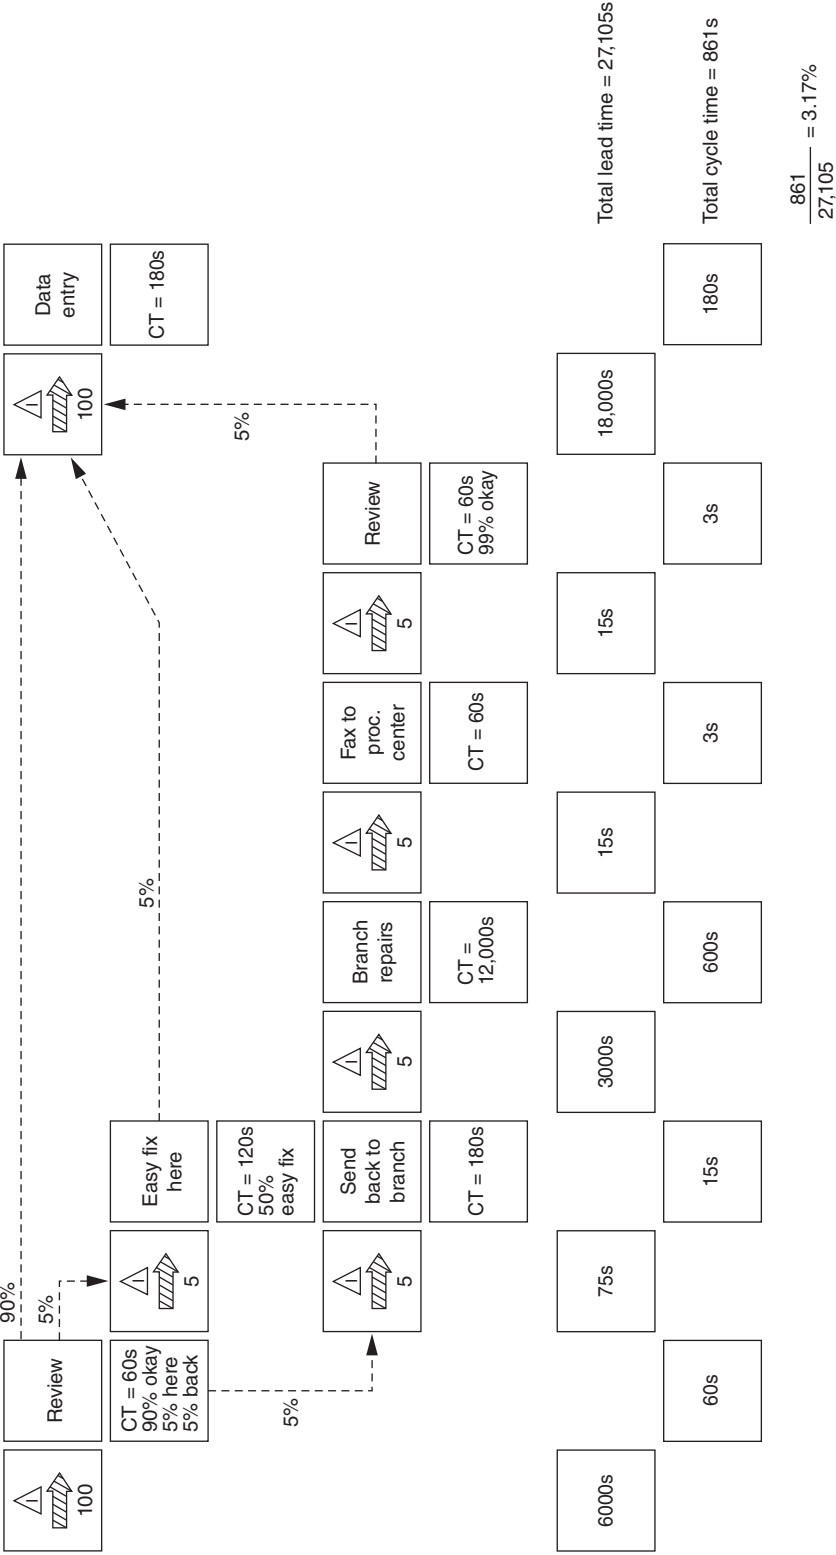 I
100
Review
CT = 60s
90% okay
5% here
5% back
90%
5%
5%
I
5
Easy fix
here
CT = 120s
50%
easy fix
5%
I
5
Send
back to
branch
CT = 180s
I
5
Branch
repairs
CT =
12,000s
I
5
Fax to
proc.
center
CT = 60s
I
5
Review
CT = 60s
99% okay
5%
I
100
Data
entry
CT = 180s
6000s
75s
3000s
15s
15s
18,000s
Total lead time = 27,105s
60s
15s
600s
3s
3s
180s
Total cycle time = 861s
861
27,105
= 3.17%